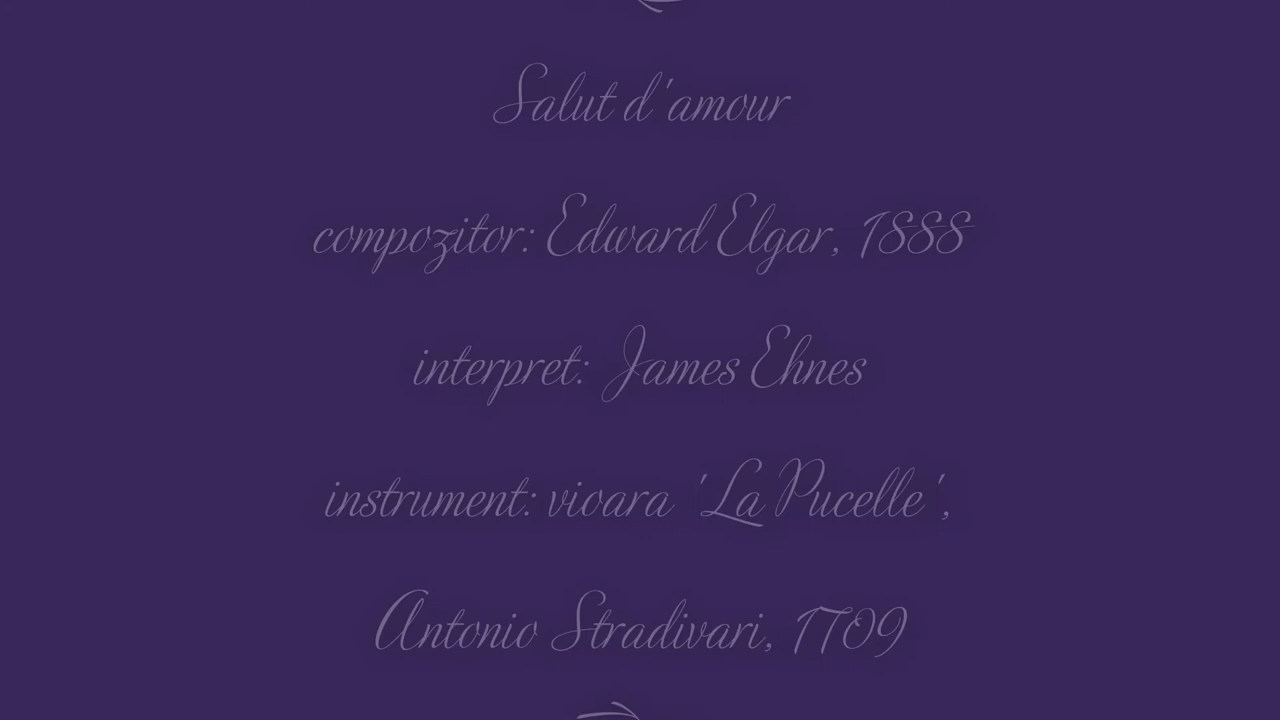 Salut d'amour
compozitor: Edward Elgar, 1888
interpret: James Ehnes
instrument: vioara 'La Pucelle',
Antonio Stradivari, 1709